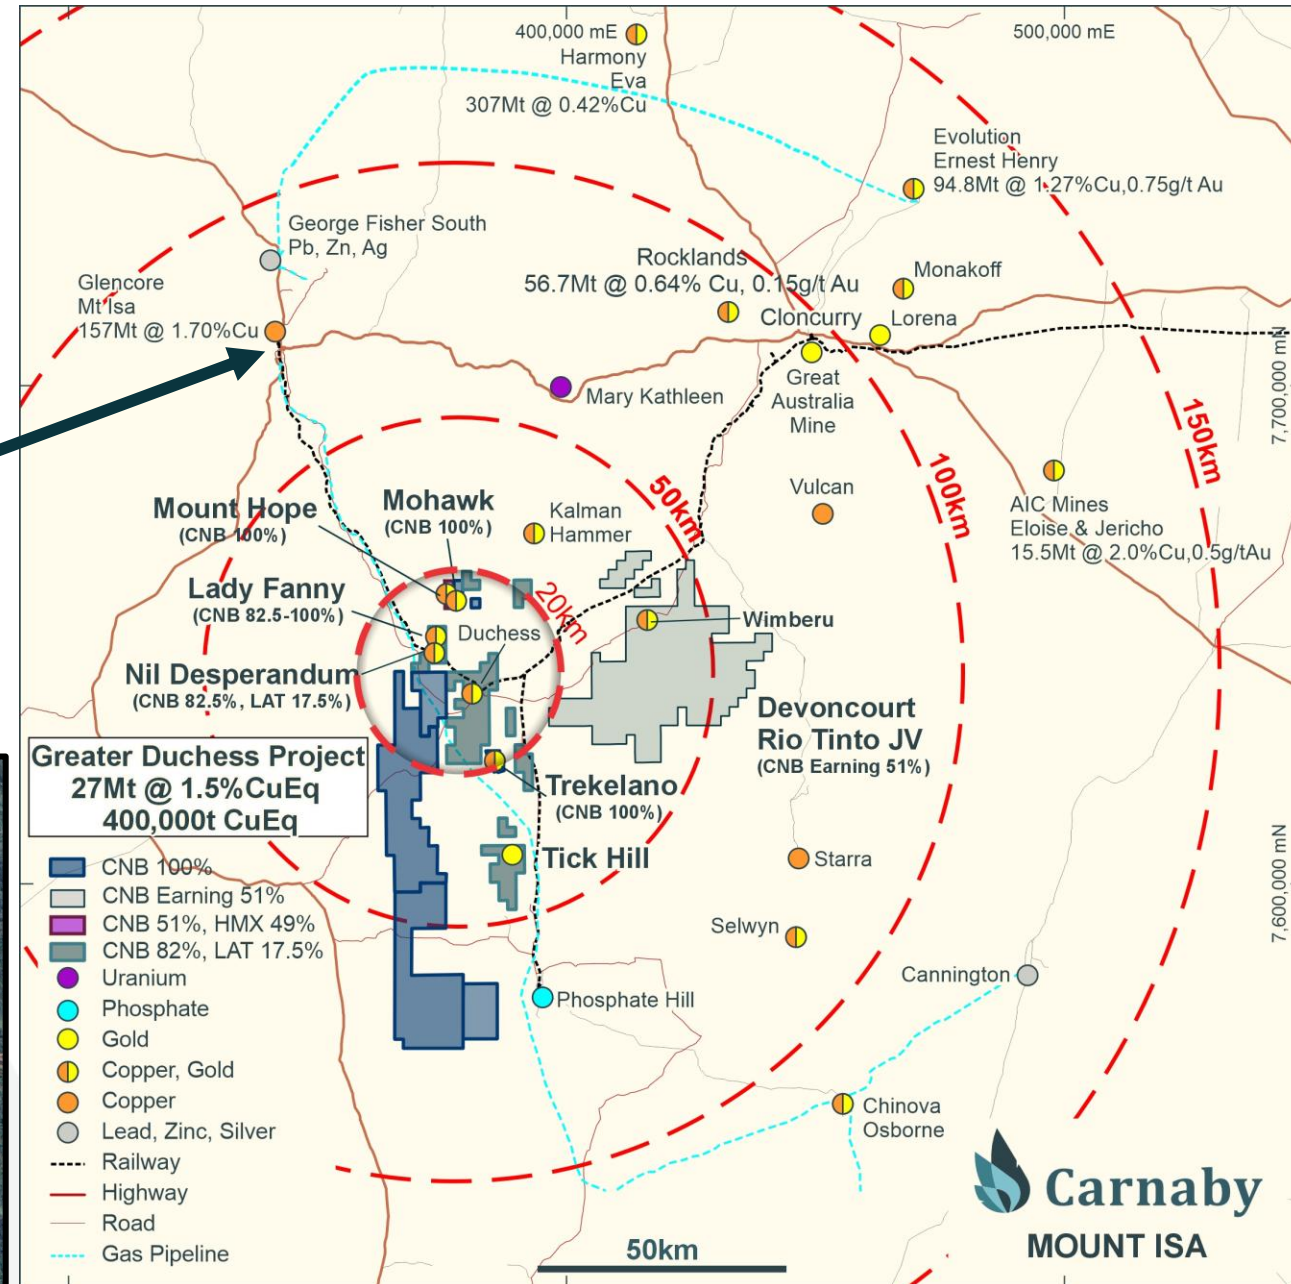 400,000 mE
500,000 mE
Harmony
Eva
307Mt @ 0.42%Cu
Evolution
Ernest Henry
94.8Mt @ 1.27%Cu,0.75g/t Au
George Fisher South
Pb, Zn, Ag
Glencore
Mt Isa
157Mt @ 1.70%Cu
Rocklands
56.7Mt @ 0.64% Cu, 0.15g/t Au
Monakoff
Cloncurry
Lorena
Great
Australia
Mine
7,700,000 mN
Mary Kathleen
150km
100km
50km
20km
Vulcan
AIC Mines
Eloise & Jericho
15.5Mt @ 2.0%Cu,0.5g/tAu
Mount Hope
(CNB 100%)
Mohawk
(CNB 100%)
Kalman
Hammer
Lady Fanny
(CNB 82.5-100%)
Duchess
Wimberu
Nil Desperandum
(CNB 82.5%, LAT 17.5%)
Devoncourt
Rio Tinto JV
(CNB Earning 51%)
Greater Duchess Project
27Mt @ 1.5%CuEq
400,000t CuEq
Trekelano
(CNB 100%)
Tick Hill
Starra
7,600,000 mN
Selwyn
Cannington
Phosphate Hill
Chinova
Osborne
CNB 100%
CNB Earning 51%
CNB 51%, HMX 49%
CNB 82%, LAT 17.5%
Uranium
Phosphate
Gold
Copper, Gold
Copper
Lead, Zinc, Silver
Railway
Highway
Road
Gas Pipeline
50km
Carnaby
MOUNT ISA